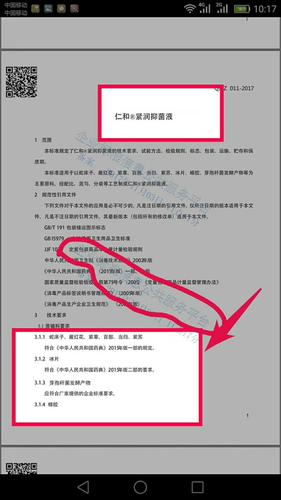 中国移动
中国移动
4G
2G
10:17
Q/ Z 011-2017
仁和®紧润抑菌液
1 范围
本标准规定了仁和®紧润抑菌液的技术要求、试验方法、检验规则、标志、包装、运输、贮存和保
质期。
本标准适用于以蛇床子、最红花、紫草、百部、当归、紫苏、冰片、樟胶、芽孢杆菌发酵产物等为
主要原料，经配比、混匀、分装等工艺制成仁和®紧润抑菌液。
2 规范性引用文件
下列文件对于本文件的应用是必不可少的。凡是注日期的引用文件，仅所注日期的版本适用于本文
件。凡是不注日期的引用文件，其最新版本（包括所有的修改单）适用于本文件。
GB/T 191 包装储运图示标志
GB 15979 一次性使用卫生用品卫生标准
JJF 10 定量包装商品净含量计量检验规则
中华人民共和国卫生部《消毒技术规范》2002版
《中华人民共和国药典》2015年版 一部、二部
国家质量监督检验检疫总局第75号令（2005）《定量包装商品计量监督管理办法》
《消毒产品标签说明书管理规范》（2005年版）
《消毒产品生产企业卫生规范》（2009年版）
3 技术要求
3.1 原辅料要求
3.1.1 蛇床子、最红花、紫草、百部、当归、紫苏
符合《中华人民共和国药典》2015年版一部的规定。
3.1.2 冰片
符合《中华人民共和国药典》2015年版二部的要求。
3.1.3 芽孢杆菌发酵产物
应符合厂家提供的企业标准要求。
3.1.4 樟胶
1